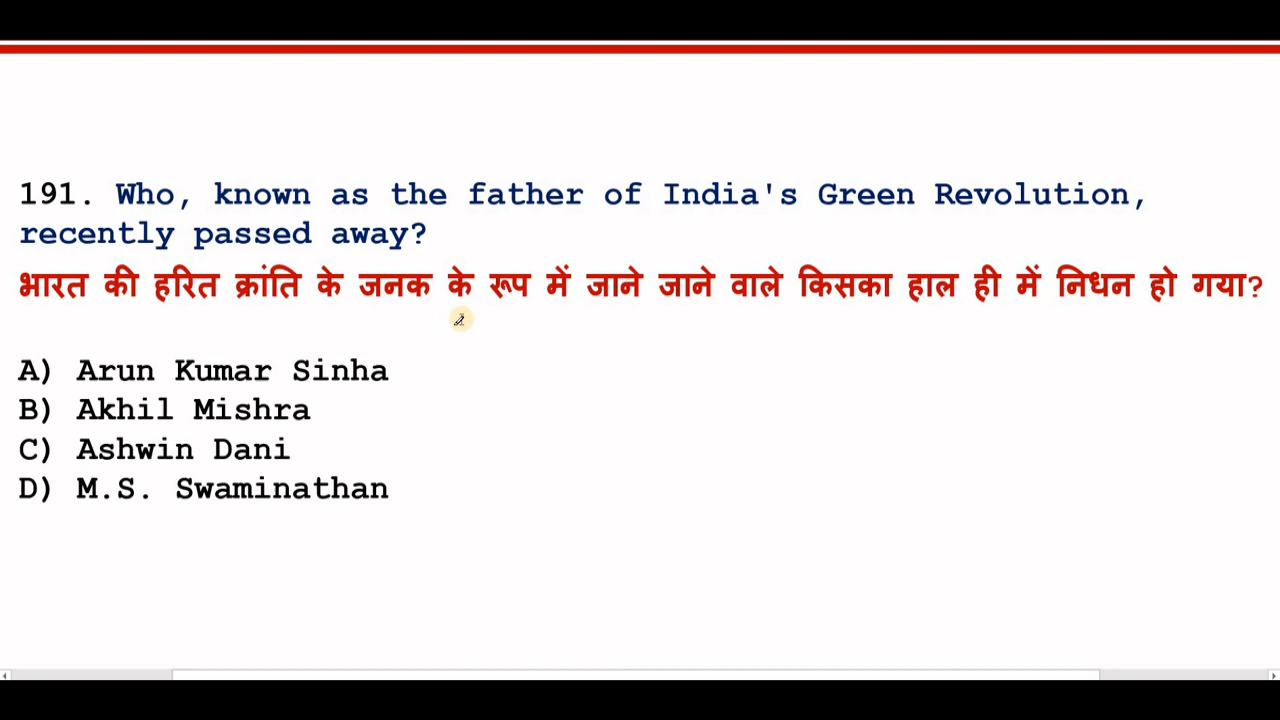 191. Who, known as the father of India's Green Revolution,
recently passed away?
भारत की हरित क्रांति के जनक के रूप में जाने जाने वाले किसका हाल ही में निधन हो गया?
A) Arun Kumar Sinha
B) Akhil Mishra
C) Ashwin Dani
D) M.S. Swaminathan